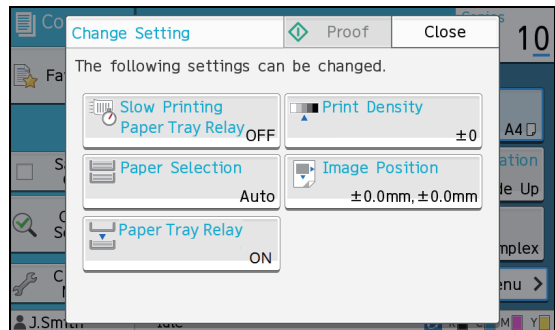 Change Setting
Proof
Close
10
The following settings can be changed.
Slow Printing
Paper Tray Relay OFF
Print Density
±0
A4
Paper Selection
Auto
Image Position
±0.0mm, ±0.0mm
Paper Tray Relay
ON
J.Smith
Idle
M
Y